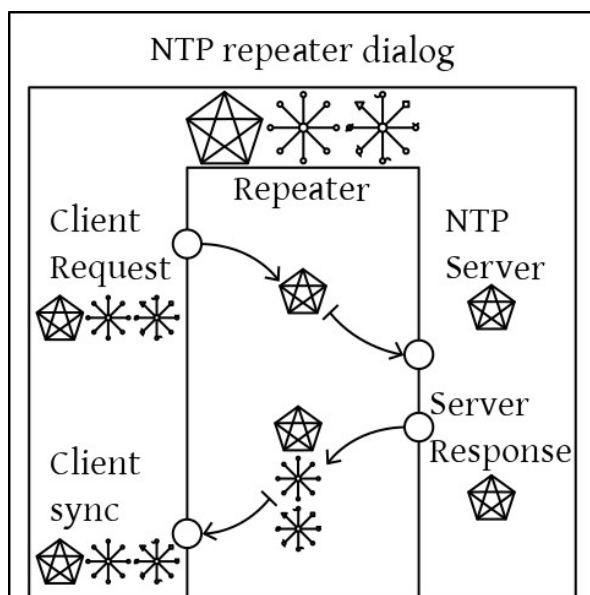 NTP repeater dialog
Repeater
Client
Request
NTP
Server
Server
Response
Client
sync